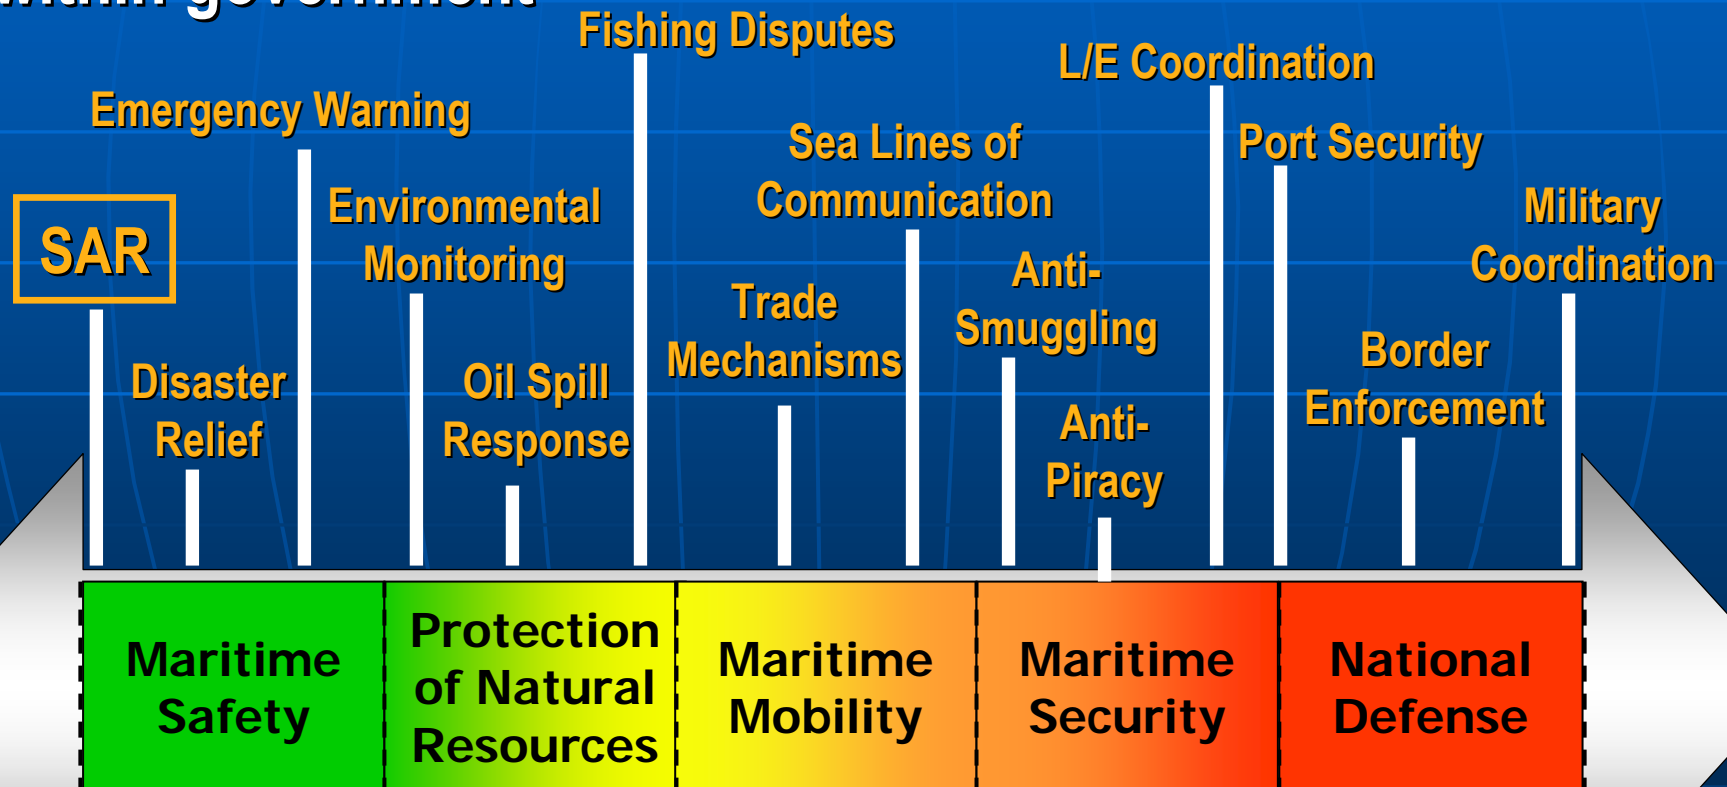 within government
Fishing Disputes
L/E Coordination
Emergency Warning
Sea Lines of
Communication
Port Security
Environmental
Monitoring
Military
Coordination
SAR
Anti-
Smuggling
Trade
Mechanisms
Border
Enforcement
Disaster
Relief
Oil Spill
Response
Anti-
Piracy
Maritime
Safety
Protection
of Natural
Resources
Maritime
Mobility
Maritime
Security
National
Defense